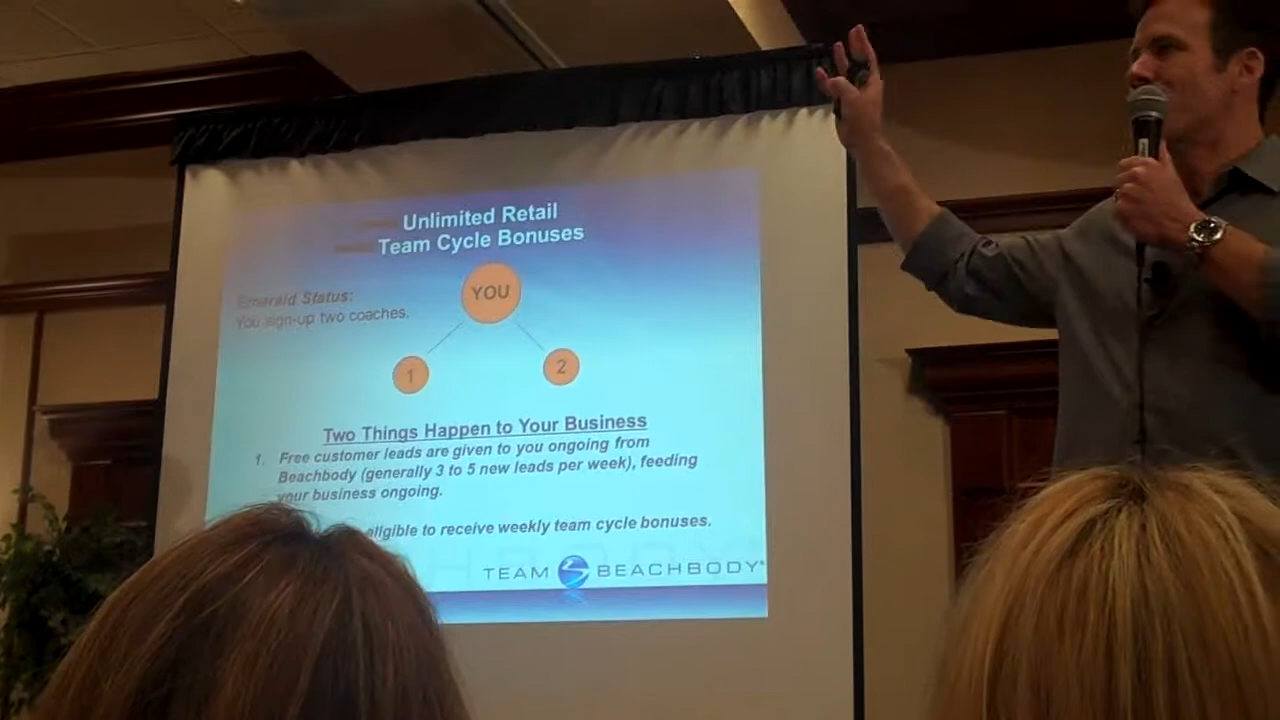 Unlimited Retail
Team Cycle Bonuses
Emerald Status:
You sign-up two coaches.
YOU
1
2
Two Things Happen to Your Business
1. Free customer leads are given to you ongoing from
Beachbody (generally 3 to 5 new leads per week), feeding
your business ongoing.
eligible to receive weekly team cycle bonuses.
TEAM BEACHBODY